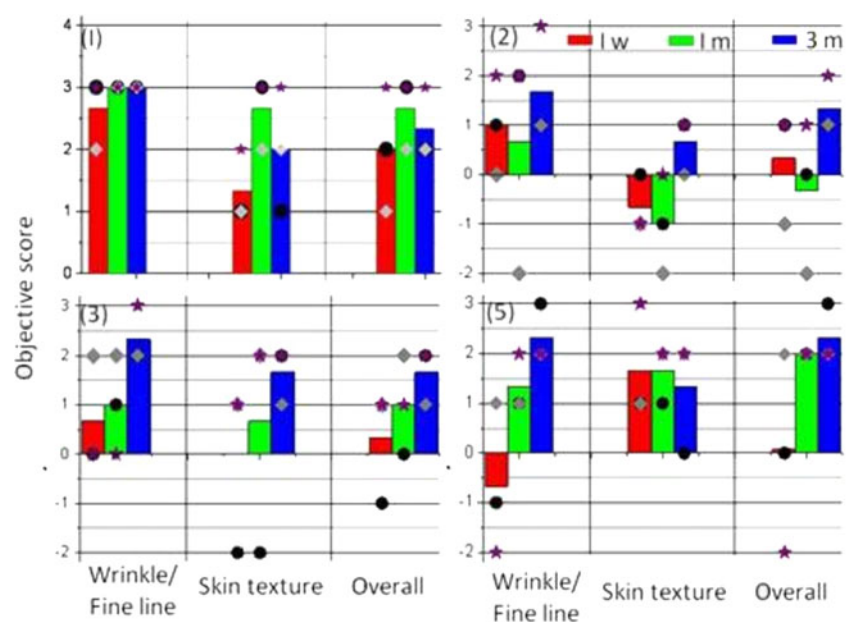 (1)
4
3
2
1
0
(2)
1 w
1 m
3 m
3
2
1
0
-1
-2
Objective score
(3)
3
2
1
0
-1
-2
(5)
3
2
1
0
-1
-2
Wrinkle/
Fine line
Skin texture
Overall
Wrinkle/
Fine line
Skin texture
Overall